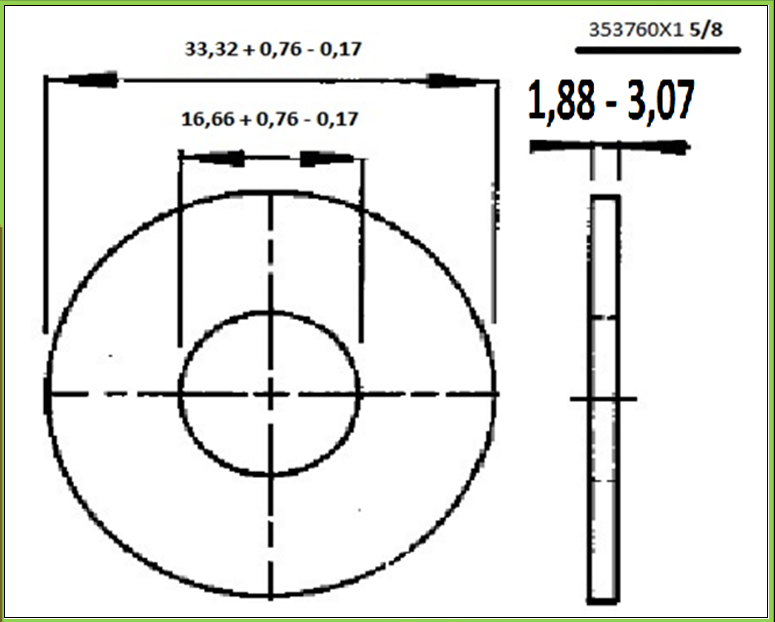 353760X1 5/8
33,32 + 0,76 - 0,17
1,88 - 3,07
16,66 + 0,76 - 0,17